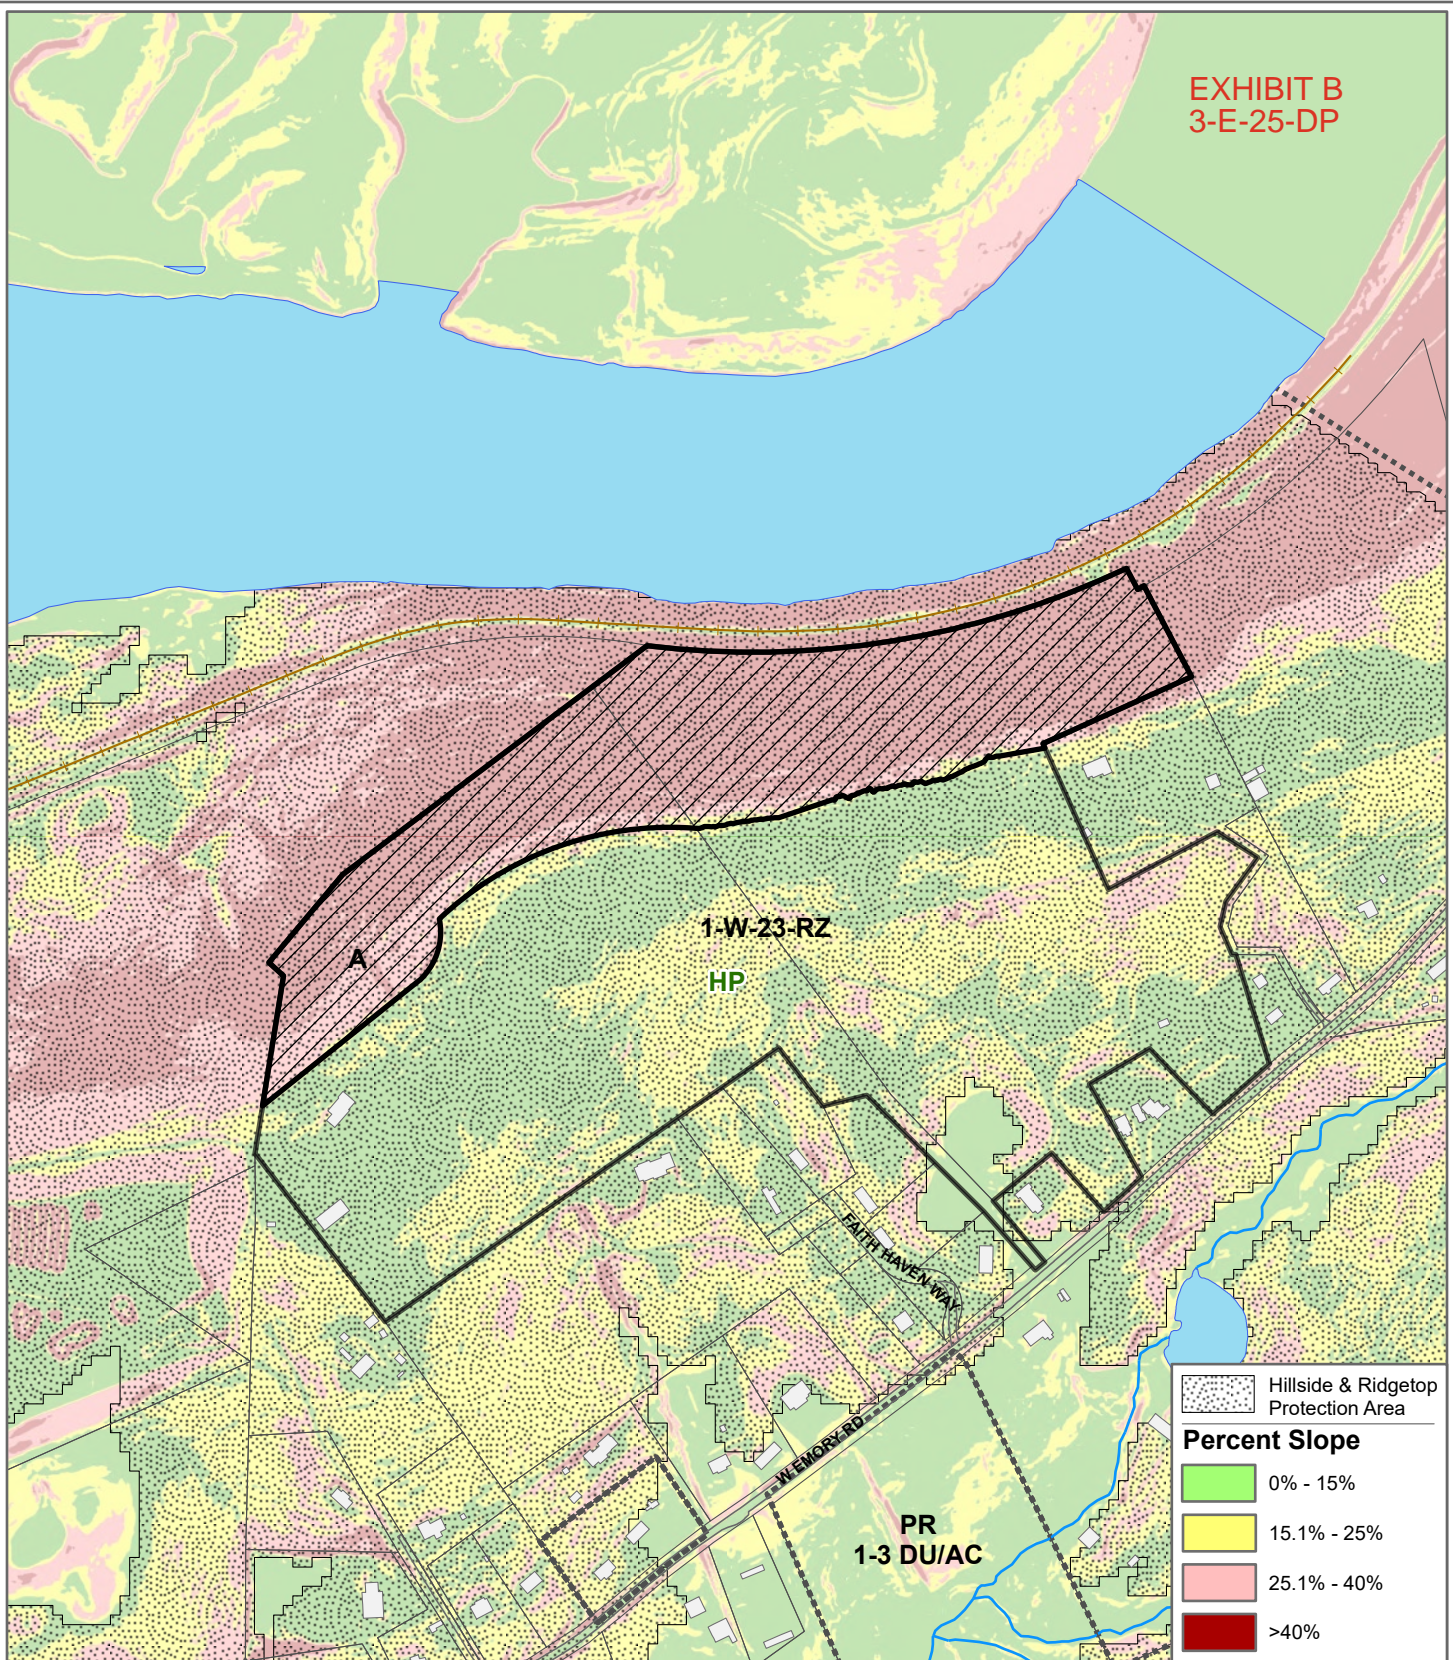 EXHIBIT B
3-E-25-DP
1-W-23-RZ
A
HP
FAITH HAVEN WAY
W EMORY RD
PR
1-3 DU/AC
Hillside & Ridgetop
Protection Area
Percent Slope
0% - 15%
15.1% - 25%
25.1% - 40%
>40%